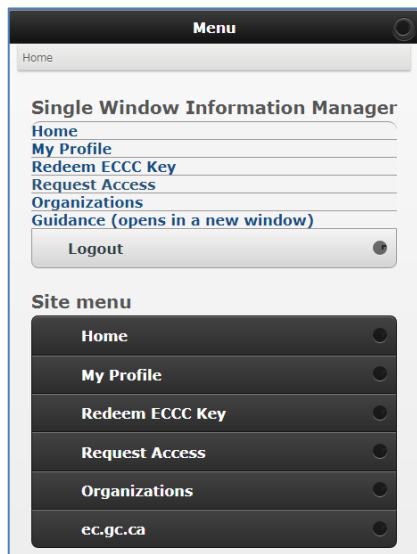 Menu
Home
Single Window Information Manager
Home
My Profile
Redeem ECCC Key
Request Access
Organizations
Guidance (opens in a new window)
Logout
Site menu
Home
My Profile
Redeem ECCC Key
Request Access
Organizations
ec.gc.ca